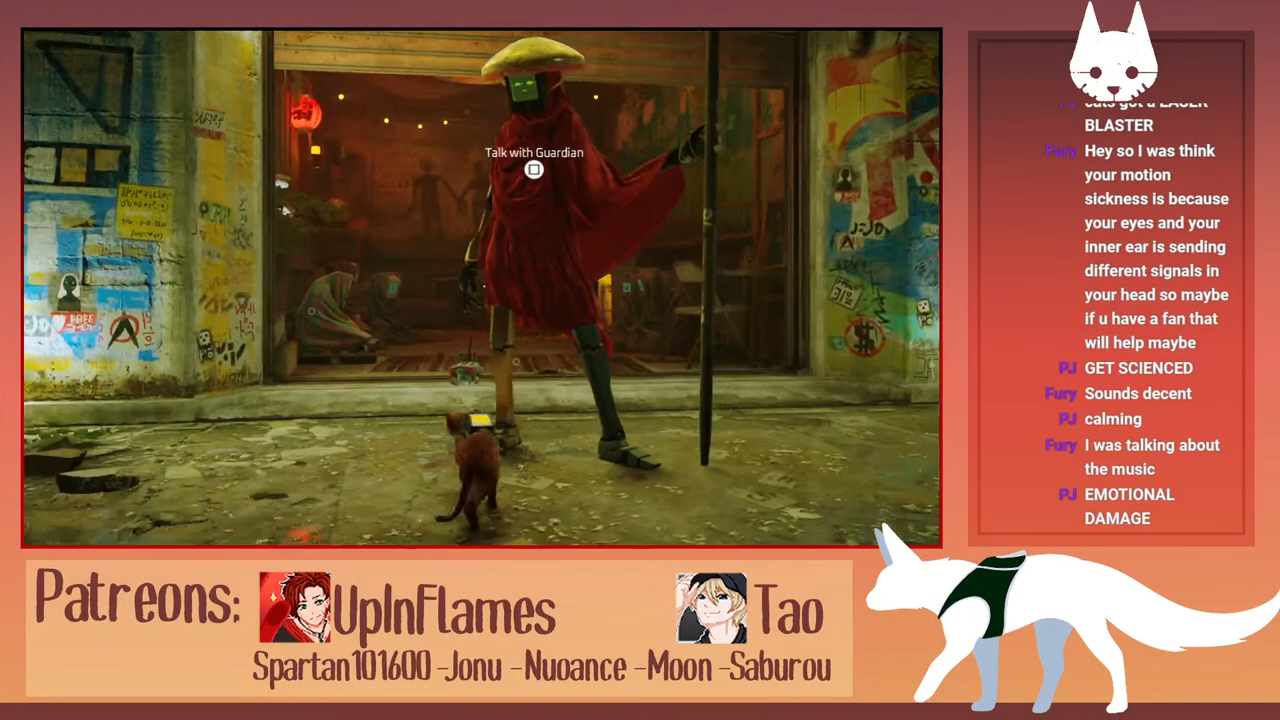 Talk with Guardian
BLASTER
Fury Hey so I was think
your motion
sickness is because
your eyes and your
inner ear is sending
different signals in
your head so maybe
if u have a fan that
will help maybe
PJ GET SCIENCED
Fury Sounds decent
PJ calming
Fury I was talking about
the music
PJ EMOTIONAL
DAMAGE
Patreons: UpInFlames Tao
Spartan101600 -Jonu -Nuoance -Moon -Saburou